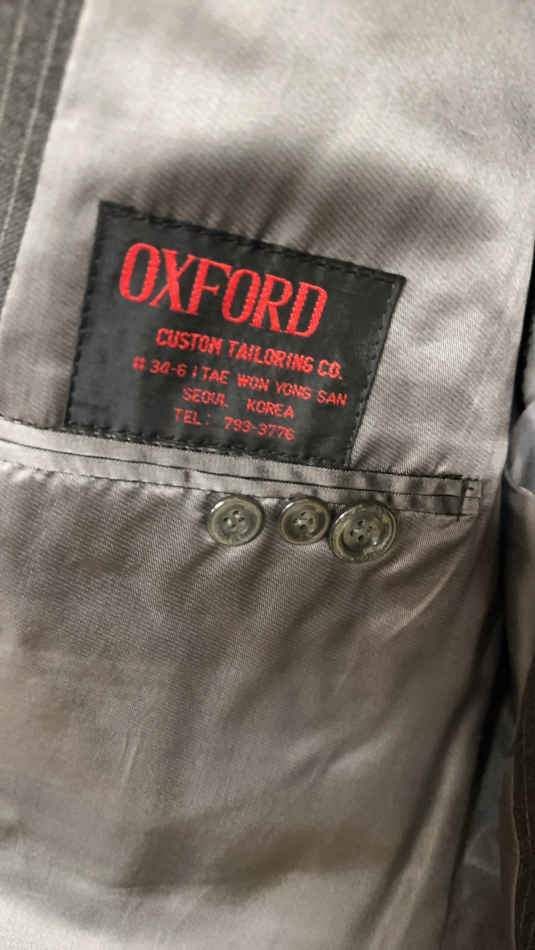 OXFORD
CUSTOM TAILORING CO.
# 34-6 ITAE WON YONG SAN
SEOUL KOREA
TEL: 793-3776